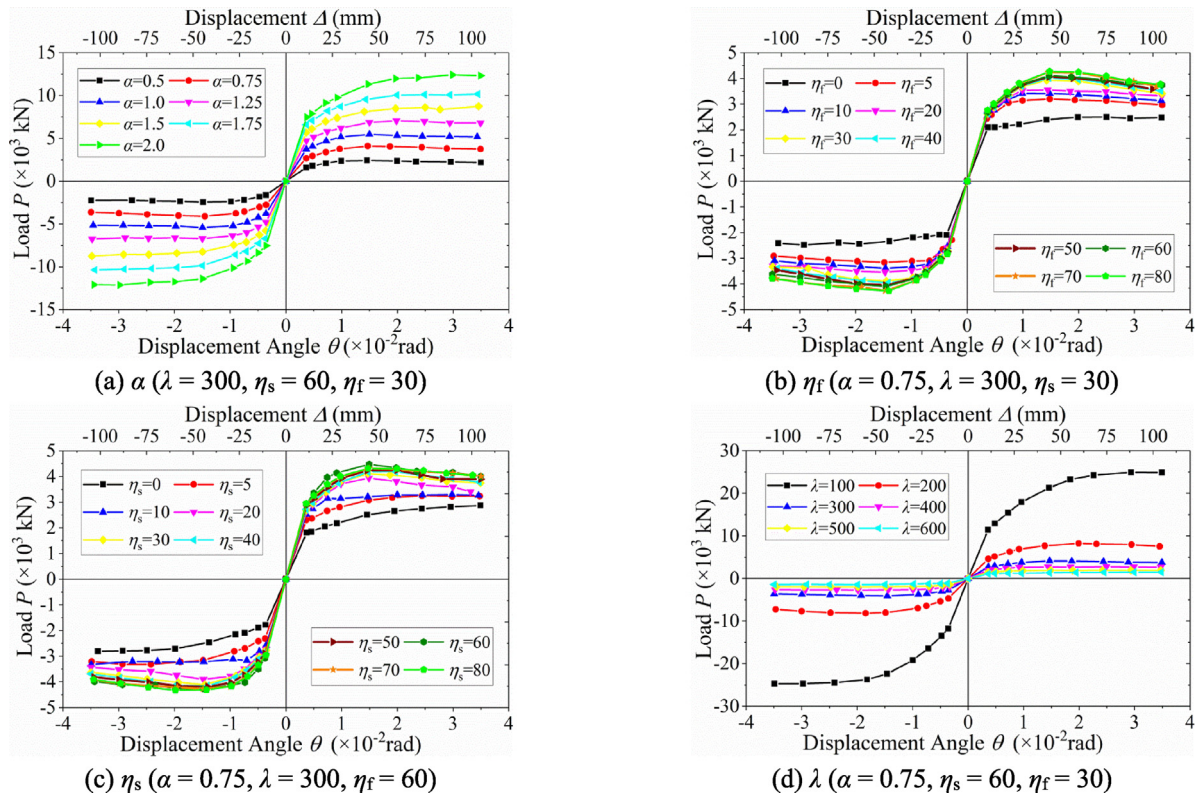 Displacement Δ (mm)
-100 -75 -50 -25 0 25 50 75 100
15
10
5
0
-5
-10
-15
Load P (×10³ kN)
α=0.5 α=0.75
α=1.0 α=1.25
α=1.5 α=1.75
α=2.0
-4 -3 -2 -1 0 1 2 3 4
Displacement Angle θ (×10⁻² rad)
(a) α (λ = 300, ηs = 60, ηf = 30)
Displacement Δ (mm)
-100 -75 -50 -25 0 25 50 75 100
5
4
3
2
1
0
-1
-2
-3
-4
-5
Load P (×10³ kN)
ηf=0 ηf=5
ηf=10 ηf=20
ηf=30 ηf=40
ηf=50 ηf=60
ηf=70 ηf=80
-4 -3 -2 -1 0 1 2 3 4
Displacement Angle θ (×10⁻² rad)
(b) ηf (α = 0.75, λ = 300, ηs = 30)
Displacement Δ (mm)
-100 -75 -50 -25 0 25 50 75 100
5
4
3
2
1
0
-1
-2
-3
-4
-5
Load P (×10³ kN)
ηs=0 ηs=5
ηs=10 ηs=20
ηs=30 ηs=40
ηs=50 ηs=60
ηs=70 ηs=80
-4 -3 -2 -1 0 1 2 3 4
Displacement Angle θ (×10⁻² rad)
(c) ηs (α = 0.75, λ = 300, ηf = 60)
Displacement Δ (mm)
-100 -75 -50 -25 0 25 50 75 100
30
20
10
0
-10
-20
-30
Load P (×10³ kN)
λ=100 λ=200
λ=300 λ=400
λ=500 λ=600
-4 -3 -2 -1 0 1 2 3 4
Displacement Angle θ (×10⁻² rad)
(d) λ (α = 0.75, ηs = 60, ηf = 30)